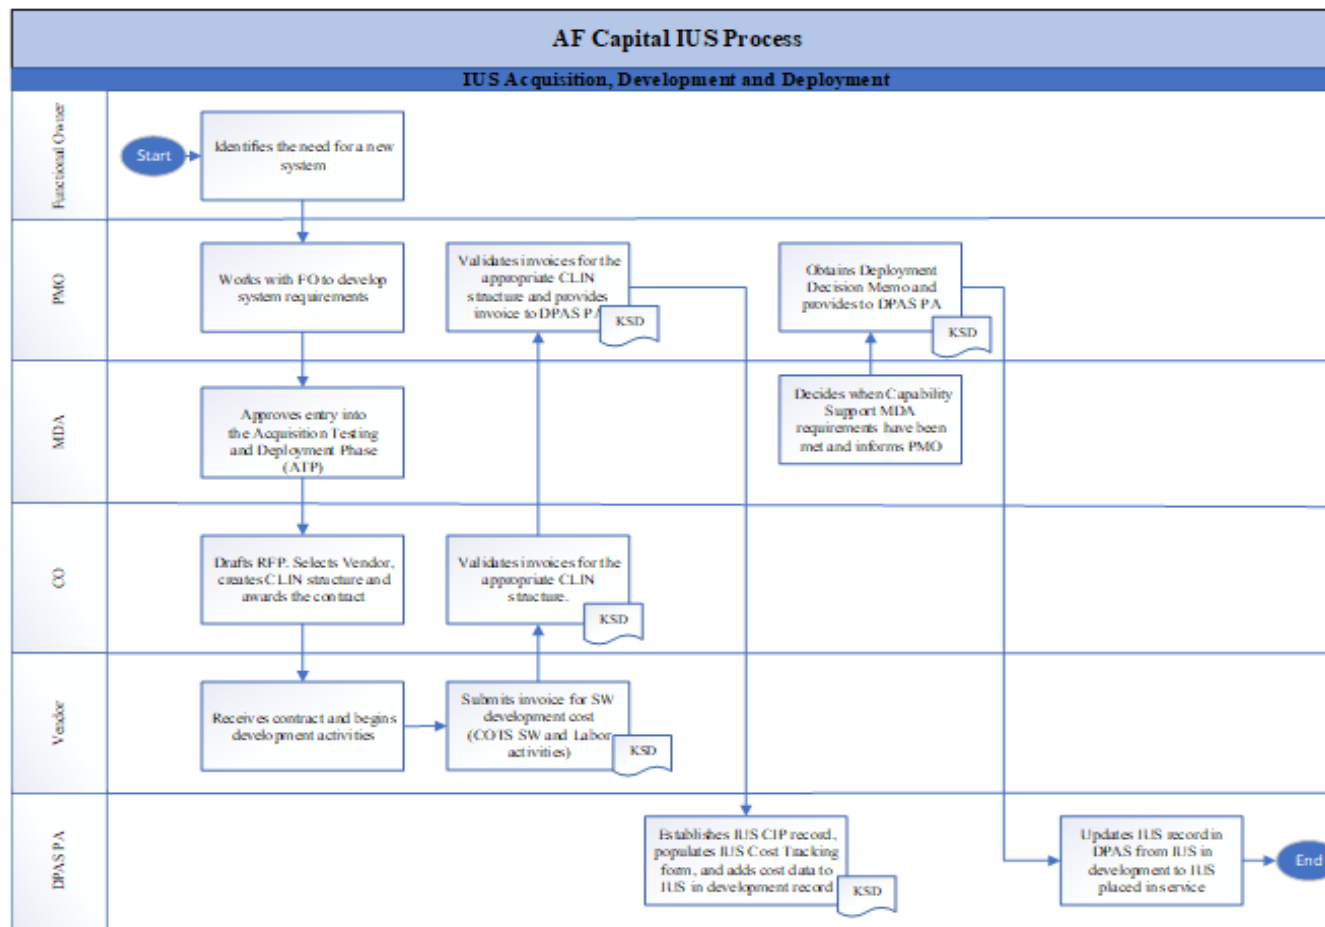 AF Capital IUS Process
IUS Acquisition, Development and Deployment
Functional Owner
Start
Identifies the need for a new
system
PMO
Works with FO to develop
system requirements
Validates invoices for the
appropriate CLIN
structure and provides
invoice to DPAS PA
KSD
Obtains Deployment
Decision Memo and
provides to DPAS PA
KSD
MDA
Approves entry into
the Acquisition Testing
and Deployment Phase
(ATP)
Decides when Capability
Support MDA
requirements have been
met and informs PMO
CO
Drafts RFP. Selects Vendor,
creates CLIN structure and
awards the contract
Validates invoices for the
appropriate CLIN
structure.
KSD
Vendor
Receives contract and begins
development activities
Submits invoice for SW
development cost
(COTS SW and Labor
activities)
KSD
DPAS PA
Establishes IUS CIP record,
populates IUS Cost Tracking
form, and adds cost data to
IUS in development record
KSD
Updates IUS record in
DPAS from IUS in
development to IUS
placed in service
End